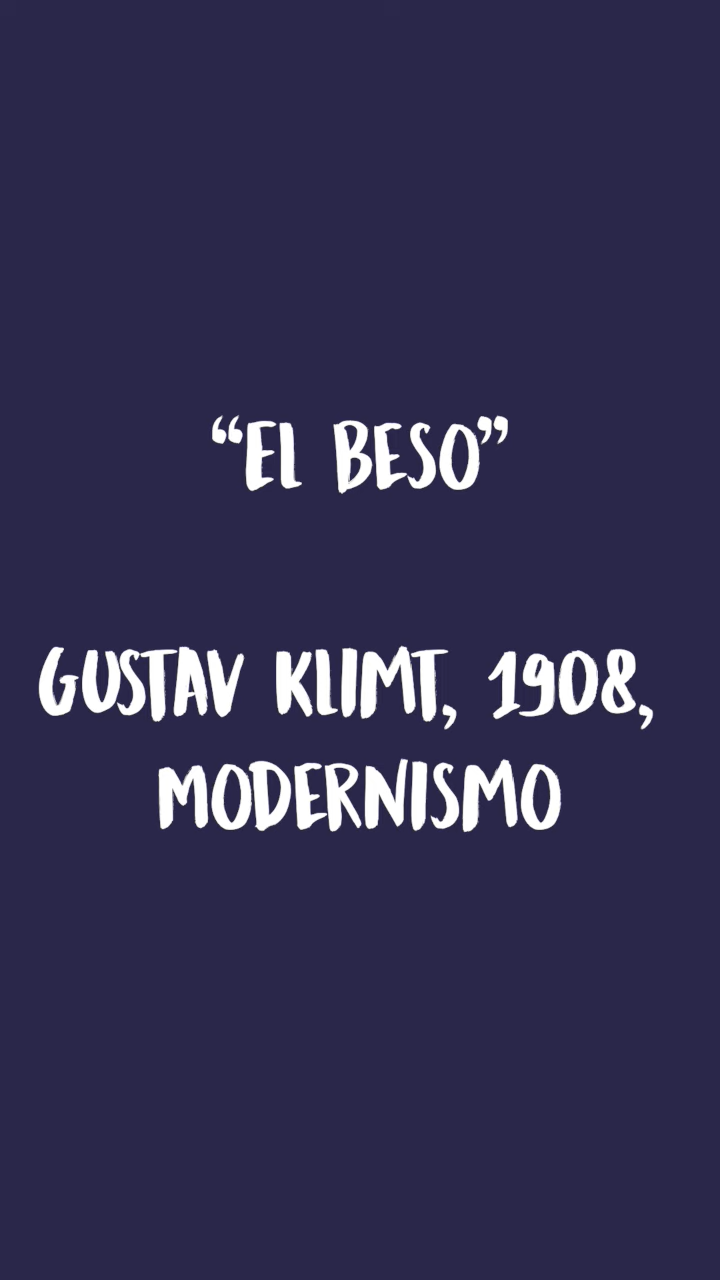 “El BESO”
GUSTAV KLIMT, 1908,
MODERNISMO